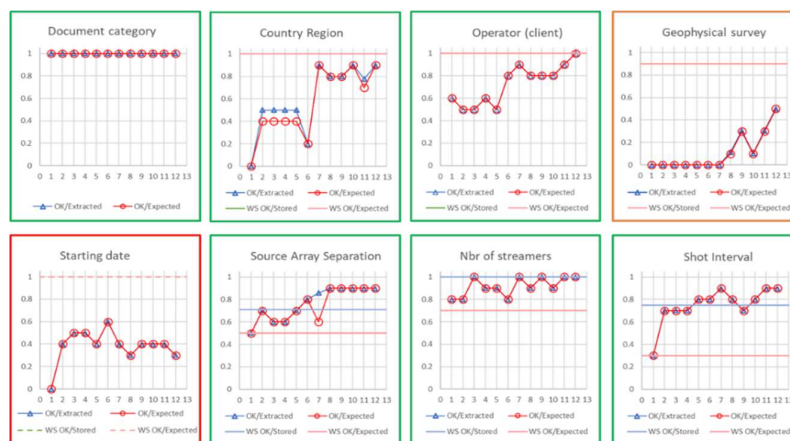 Document category
1
0.8
0.6
0.4
0.2
0
0 1 2 3 4 5 6 7 8 9 10 11 12 13
OK/Extracted OK/Expected
Country Region
1
0.8
0.6
0.4
0.2
0
0 1 2 3 4 5 6 7 8 9 10 11 12 13
OK/Extracted OK/Expected
WS OK/Stored WS OK/Expected
Operator (client)
1
0.8
0.6
0.4
0.2
0
0 1 2 3 4 5 6 7 8 9 10 11 12 13
OK/Extracted OK/Expected
WS OK/Stored WS OK/Expected
Geophysical survey
1
0.8
0.6
0.4
0.2
0
0 1 2 3 4 5 6 7 8 9 10 11 12 13
OK/Extracted OK/Expected
WS OK/Stored WS OK/Expected
Starting date
1
0.8
0.6
0.4
0.2
0
0 1 2 3 4 5 6 7 8 9 10 11 12 13
OK/Extracted OK/Expected
WS OK/Stored WS OK/Expected
Source Array Separation
1
0.8
0.6
0.4
0.2
0
0 1 2 3 4 5 6 7 8 9 10 11 12 13
OK/Extracted OK/Expected
WS OK/Stored WS OK/Expected
Nbr of streamers
1
0.8
0.6
0.4
0.2
0
0 1 2 3 4 5 6 7 8 9 10 11 12 13
OK/Extracted OK/Expected
WS OK/Stored WS OK/Expected
Shot Interval
1
0.8
0.6
0.4
0.2
0
0 1 2 3 4 5 6 7 8 9 10 11 12 13
OK/Extracted OK/Expected
WS OK/Stored WS OK/Expected